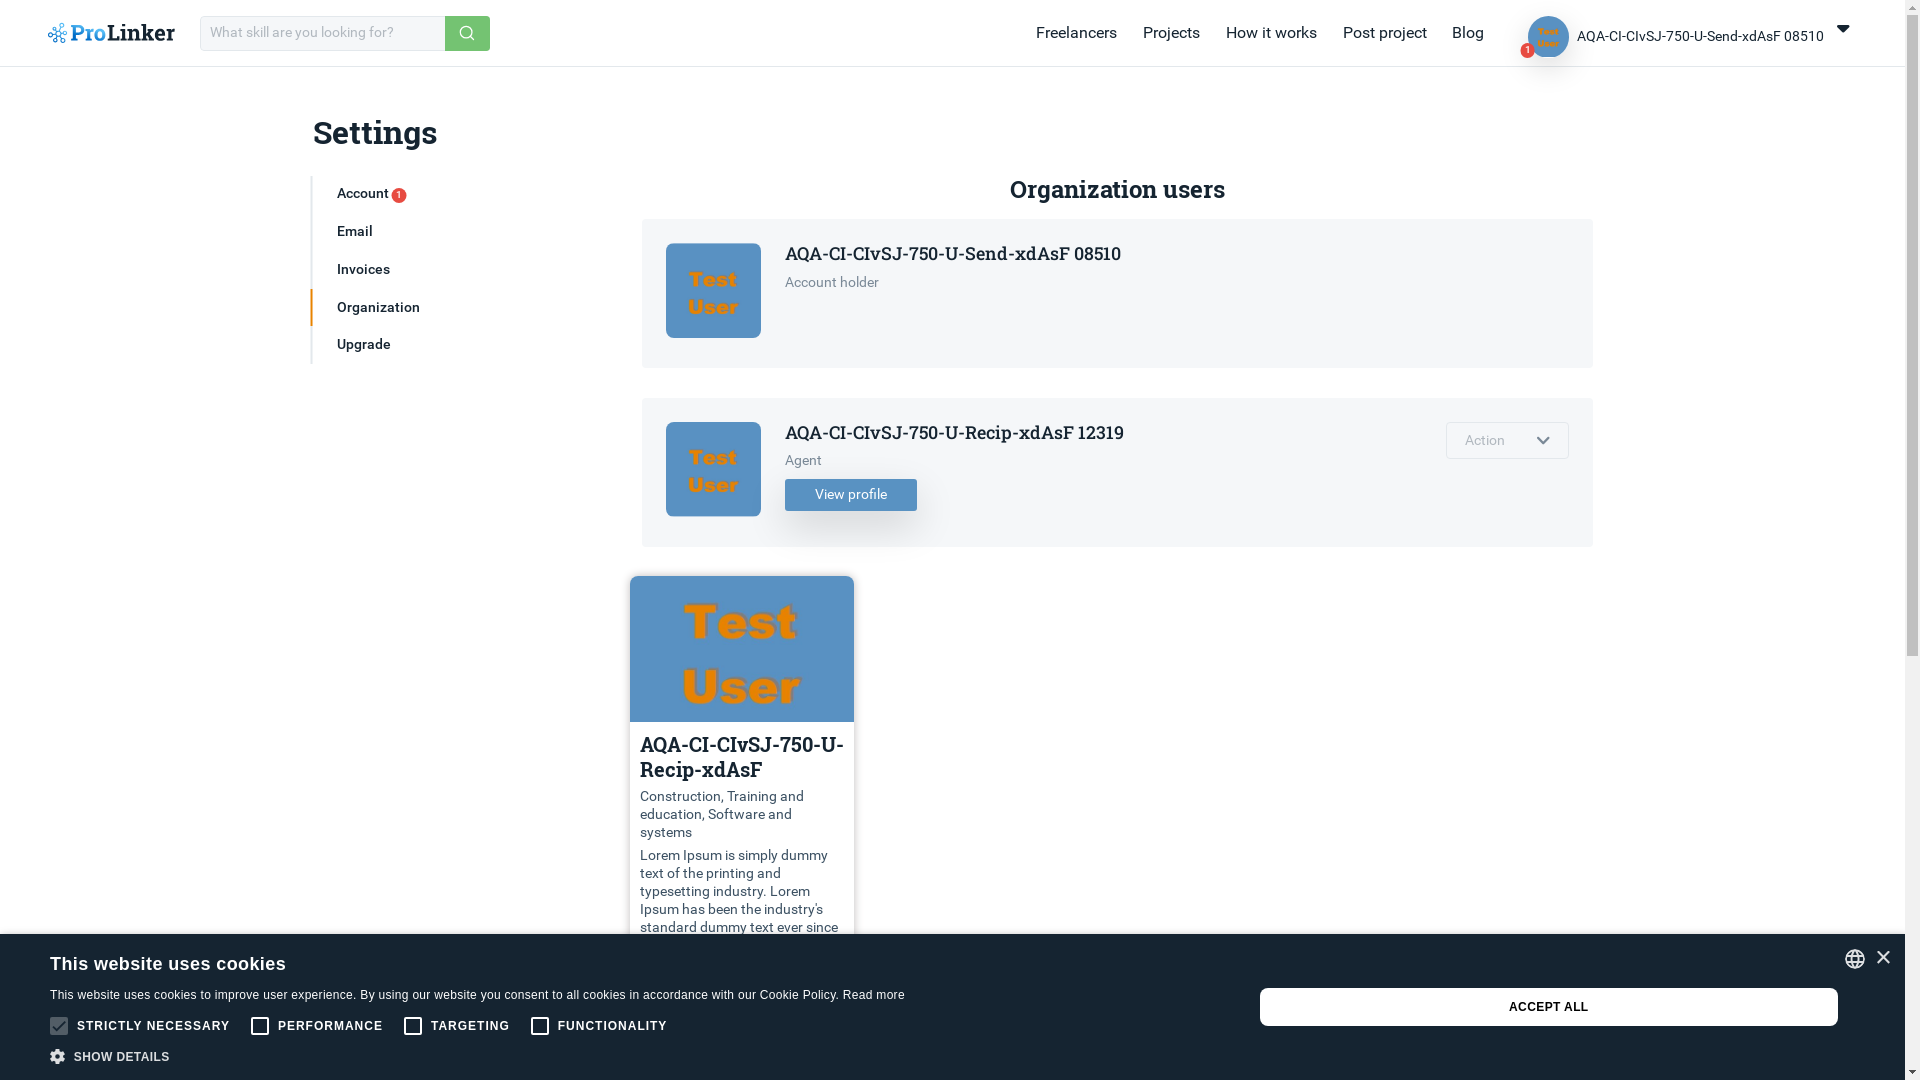 ProLinker
What skill are you looking for?
Freelancers
Projects
How it works
Post project
Blog
Test
User
1
AQA-CI-CIvSJ-750-U-Send-xdAsF 08510
Settings
Account 1
Email
Invoices
Organization
Upgrade
Organization users
Test
User
AQA-CI-CIvSJ-750-U-Send-xdAsF 08510
Account holder
Test
User
AQA-CI-CIvSJ-750-U-Recip-xdAsF 12319
Agent
View profile
Action
Test
User
AQA-CI-CIvSJ-750-U-
Recip-xdAsF
Construction, Training and
education, Software and
systems
Lorem Ipsum is simply dummy
text of the printing and
typesetting industry. Lorem
Ipsum has been the industry's
standard dummy text ever since
This website uses cookies
This website uses cookies to improve user experience. By using our website you consent to all cookies in accordance with our Cookie Policy. Read more
STRICTLY NECESSARY
PERFORMANCE
TARGETING
FUNCTIONALITY
SHOW DETAILS
ACCEPT ALL